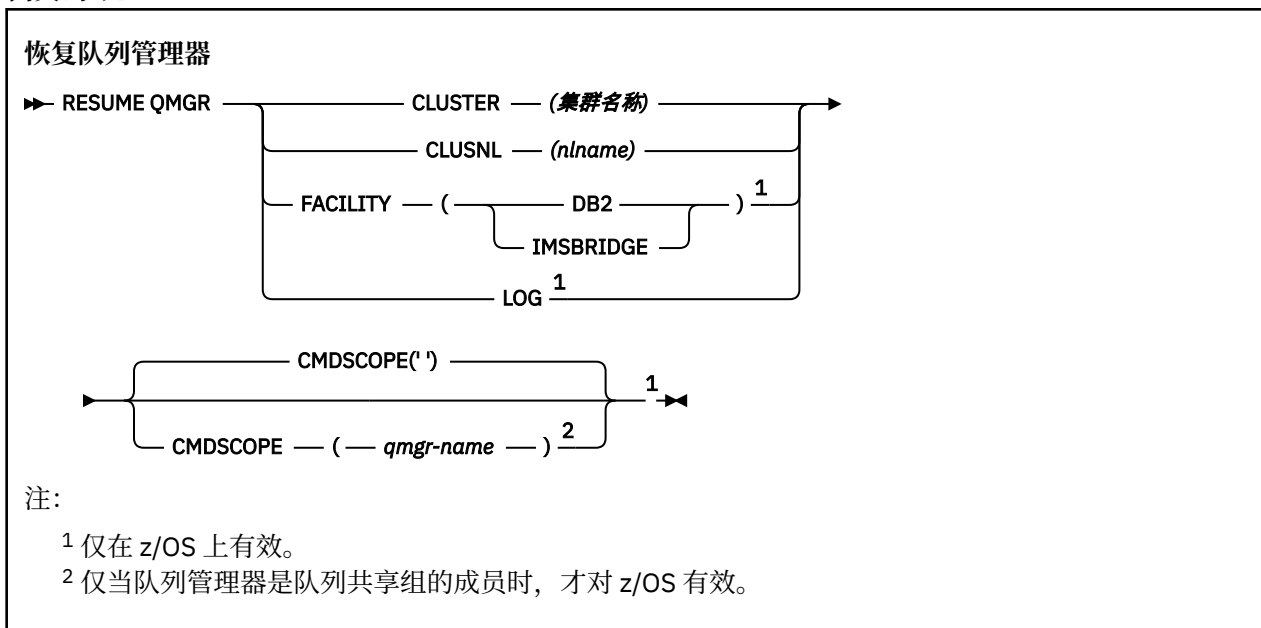 恢复队列管理器
RESUME QMGR CLUSTER (集群名称)
CLUSNL (nlname)
FACILITY ( DB2 ) 1
IMSBRIDGE
LOG 1
CMDSCOPE(' ')
1
CMDSCOPE ( qmgr-name ) 2
注:
1 仅在 z/OS 上有效。
2 仅当队列管理器是队列共享组的成员时，才对 z/OS 有效。